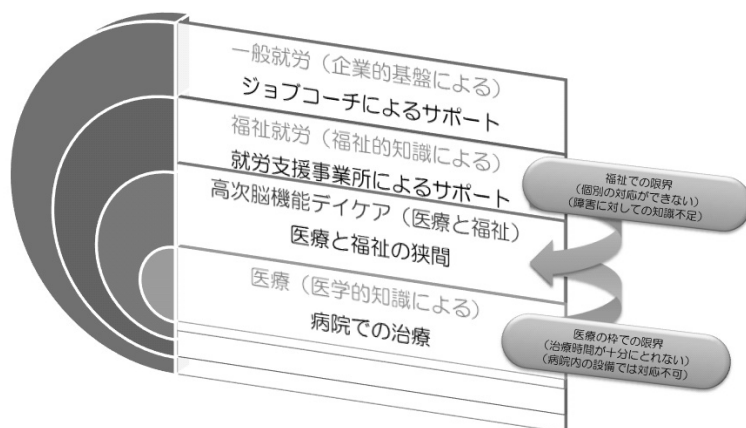 一般就労（企業的基盤による）
ジョブコーチによるサポート
福祉就労（福祉的知識による）
就労支援事業所によるサポート
高次脳機能デイケア（医療と福祉）
医療と福祉の狭間
医療（医学的知識による）
病院での治療
福祉での限界
（個別の対応ができない）
（障害に対しての知識不足）
医療の枠での限界
（治療時間が十分にとれない）
（病院内の設備では対応不可）